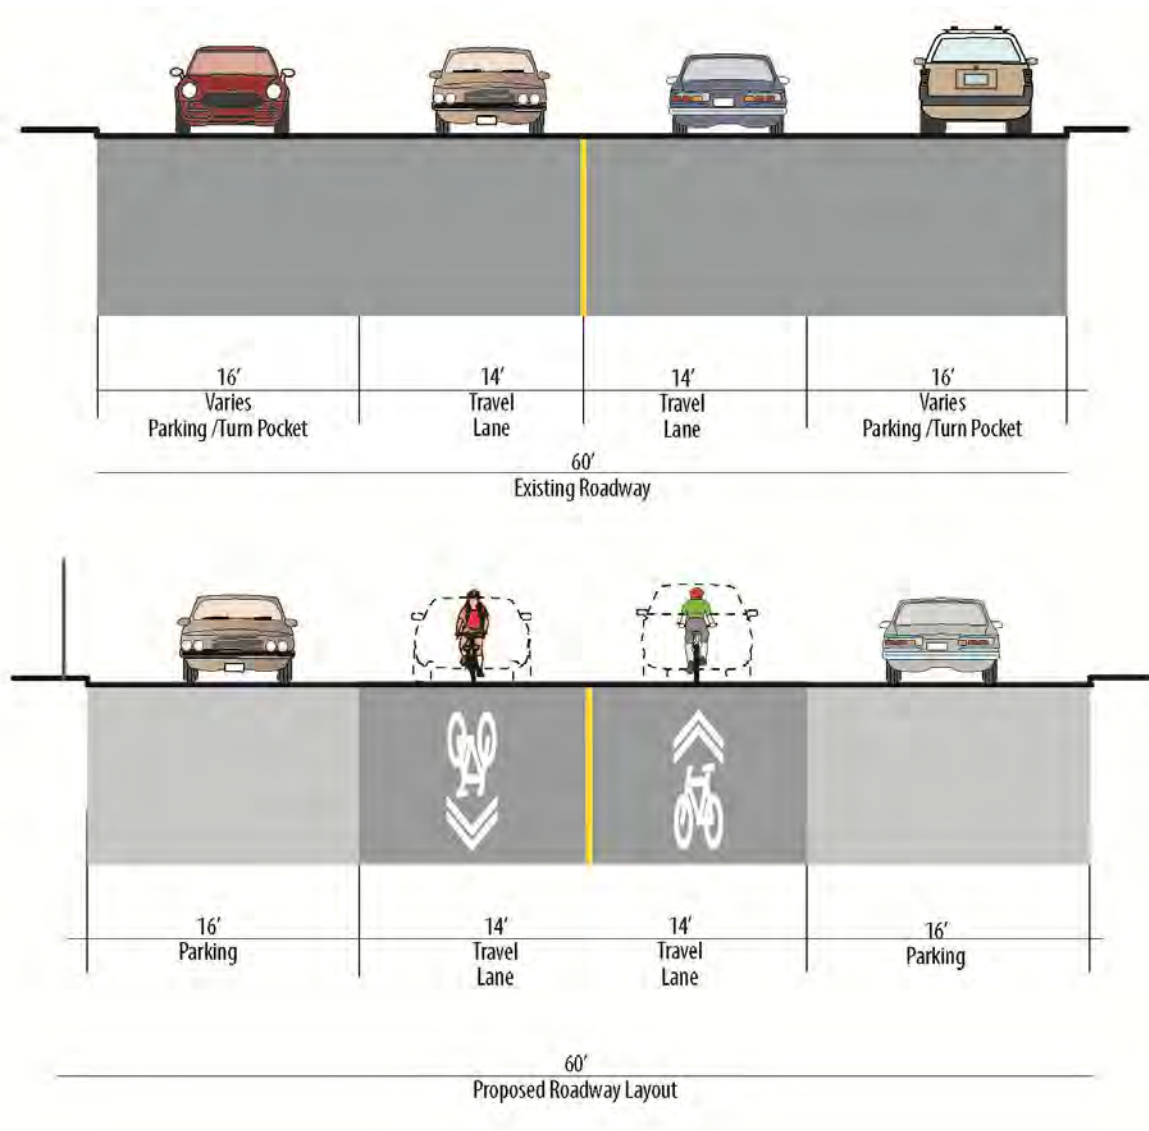 16′ 14′ 14′ 16′
Varies Travel Travel Varies
Parking /Turn Pocket Lane Lane Parking /Turn Pocket
60′
Existing Roadway
16′ 14′ 14′ 16′
Parking Travel Travel Parking
Lane Lane
60′
Proposed Roadway Layout